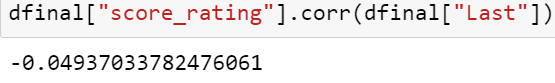 dfinal["score_rating"].corr(dfinal["Last"])
-0.04937033782476061